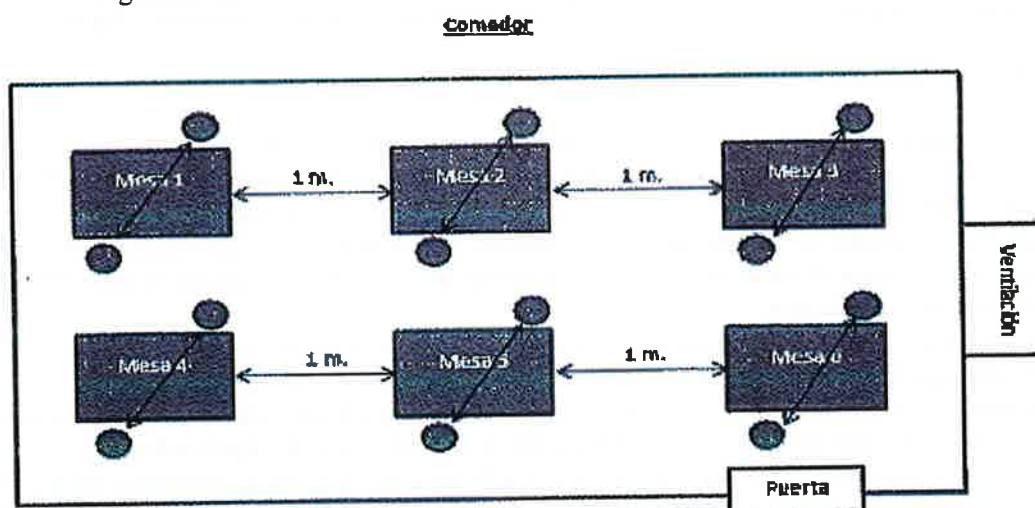 Comedor
Mesa 1
1 m.
Mesa 2
1 m.
Mesa 3
Ventilación
Mesa 4
1 m.
Mesa 5
1 m.
Mesa 6
Puerta